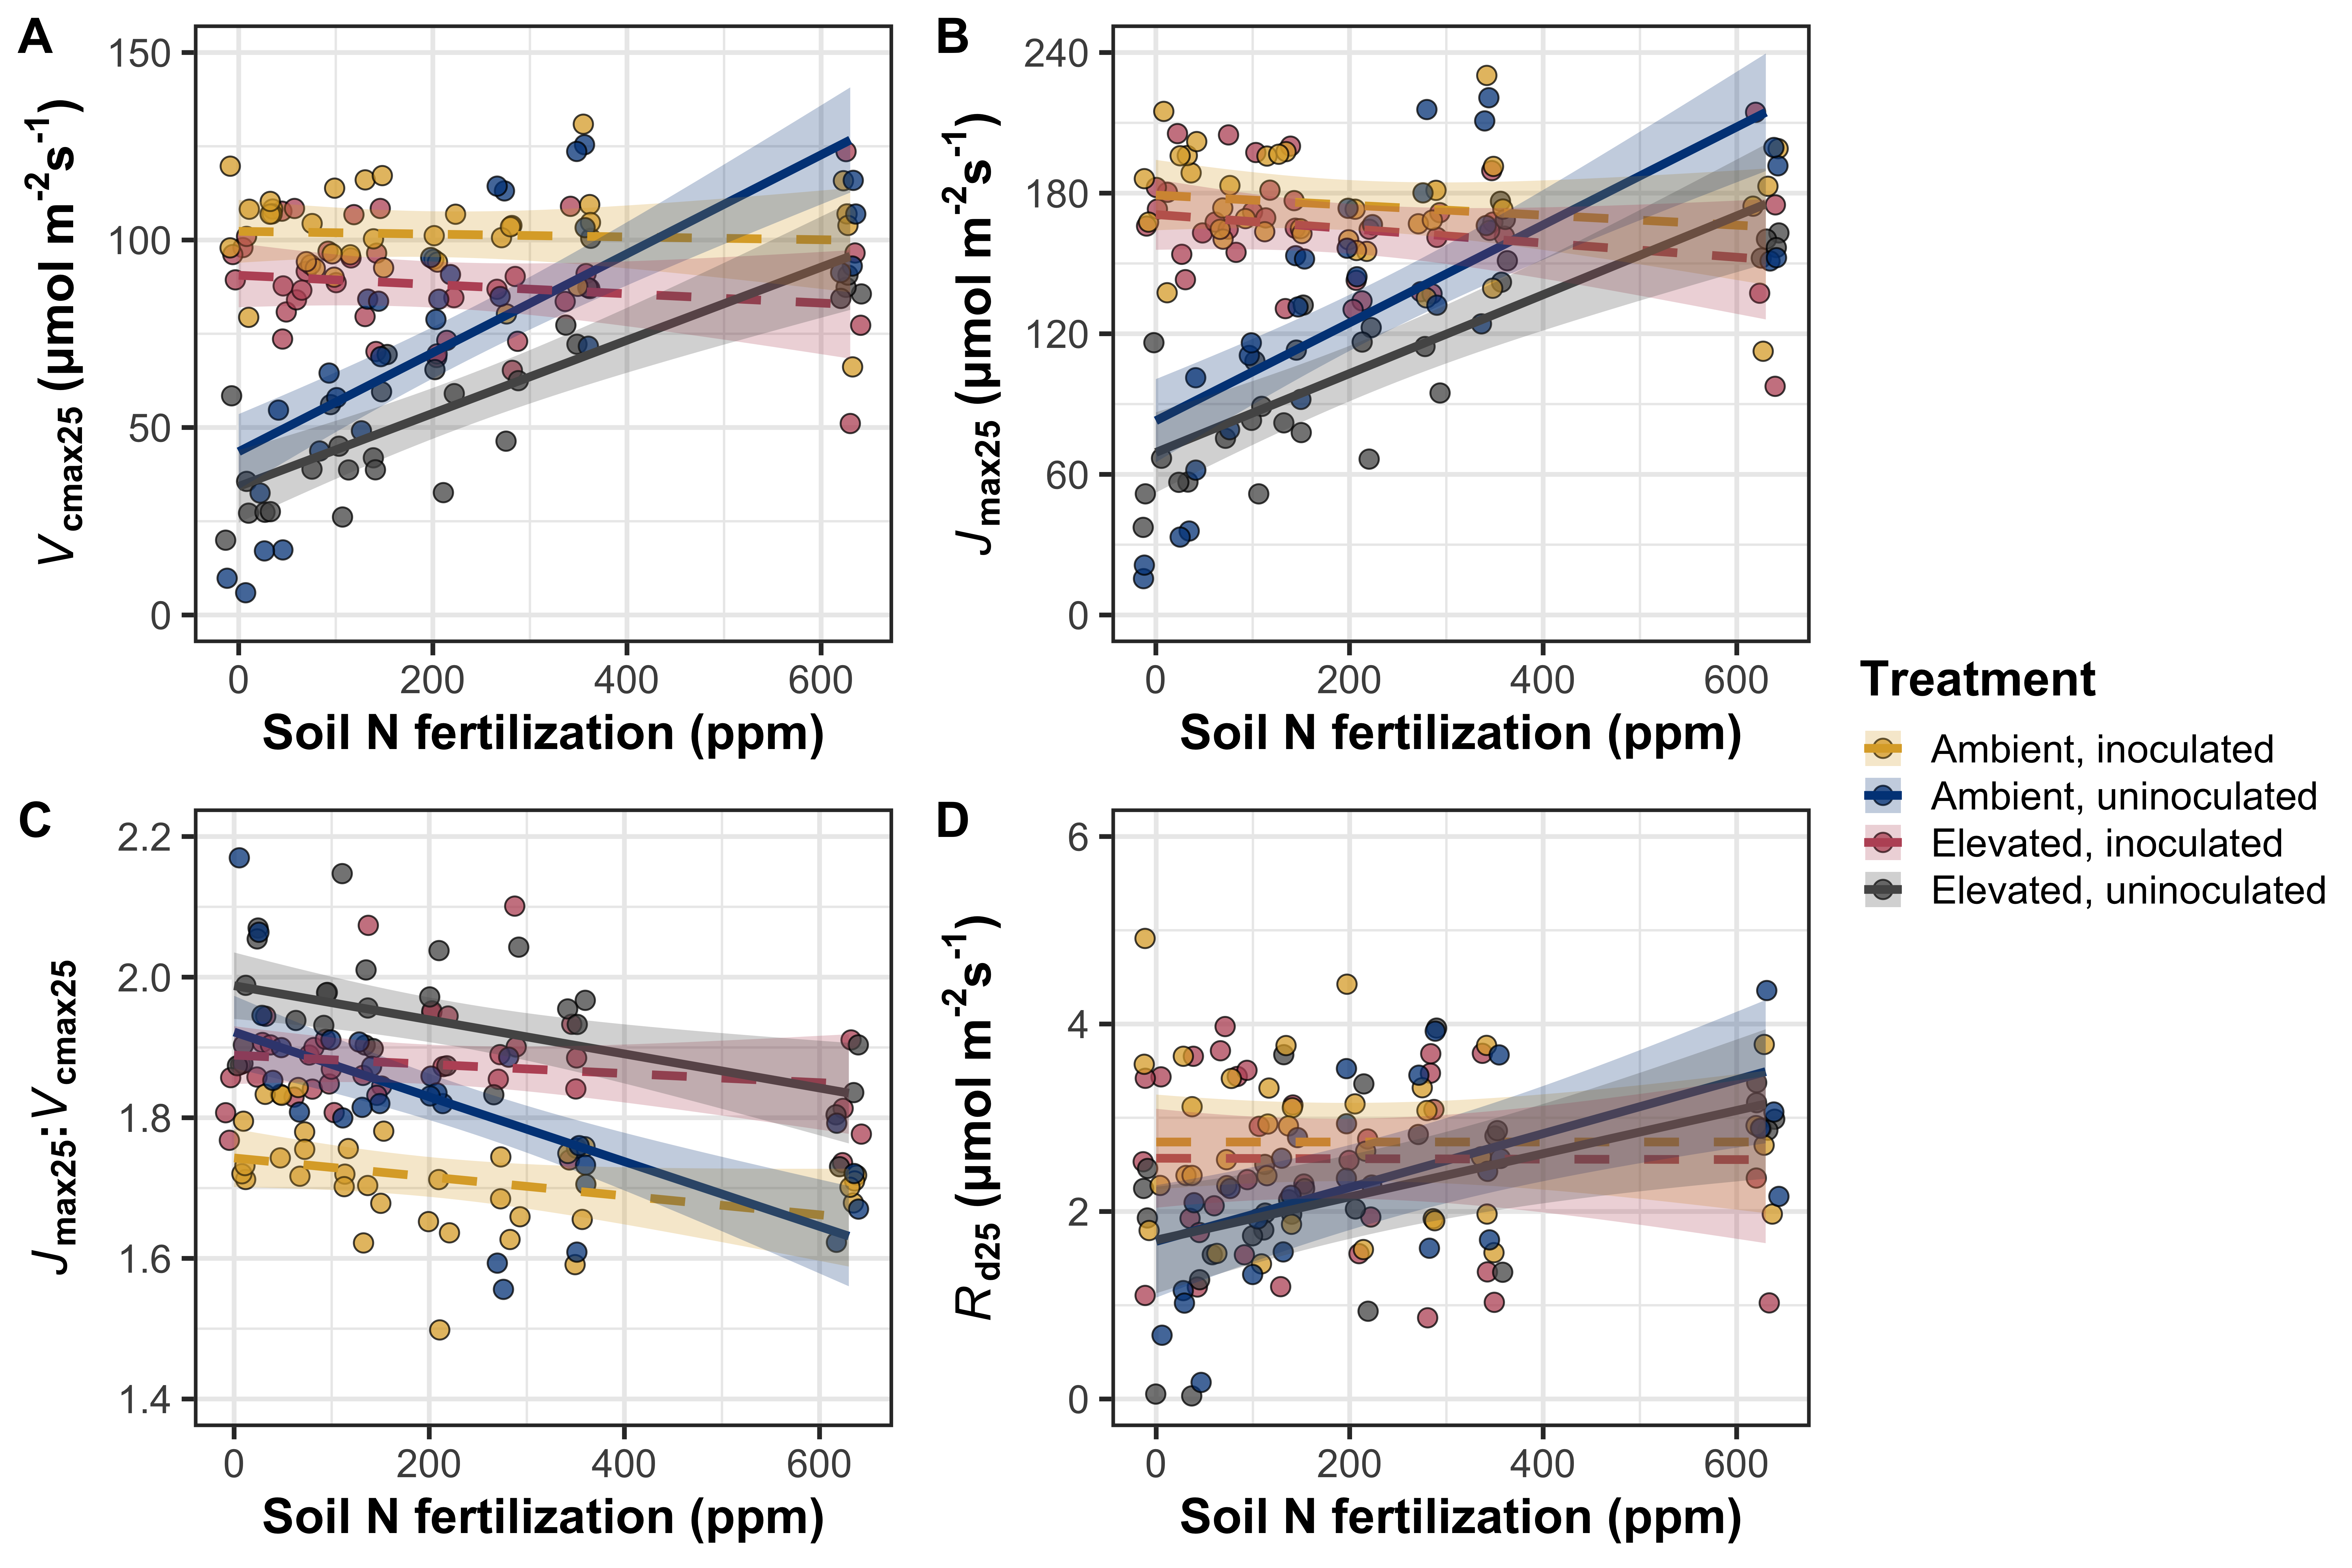 A
150
100
50
0
Vcmax25 (µmol m-2s-1)
0 200 400 600
Soil N fertilization (ppm)
B
240
180
120
60
0
Jmax25 (µmol m-2s-1)
0 200 400 600
Soil N fertilization (ppm)
Treatment
Ambient, inoculated
Ambient, uninoculated
Elevated, inoculated
Elevated, uninoculated
C
2.2
2.0
1.8
1.6
1.4
Jmax25:Vcmax25
0 200 400 600
Soil N fertilization (ppm)
D
6
4
2
0
Rd25 (µmol m-2s-1)
0 200 400 600
Soil N fertilization (ppm)